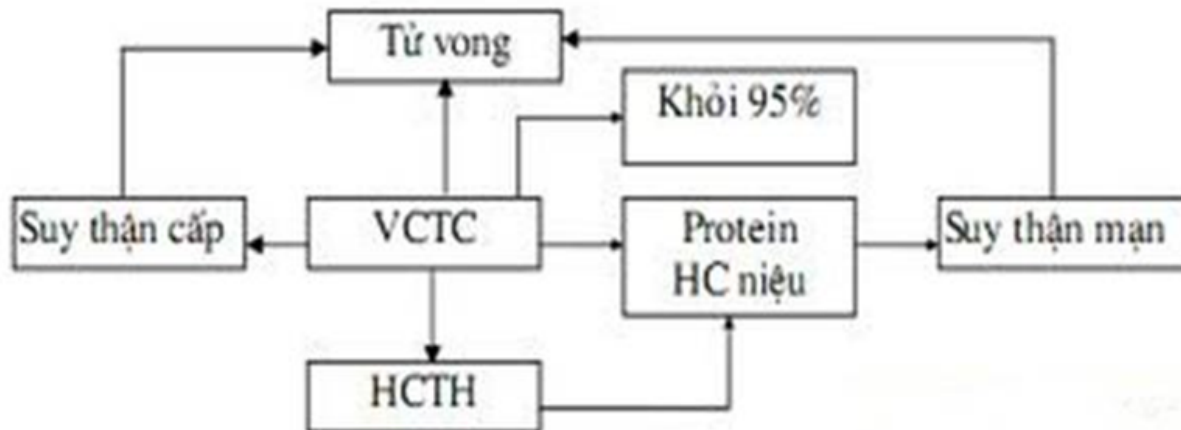 Tử vong
Khỏi 95%
Suy thận cấp
VCTC
Protein
HC niệu
Suy thận mạn
HCTH